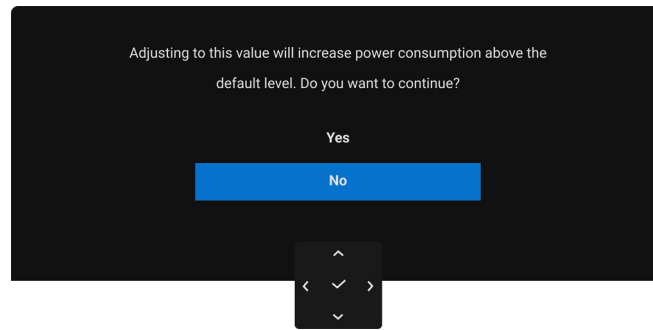 Adjusting to this value will increase power consumption above the
default level. Do you want to continue?
Yes
No